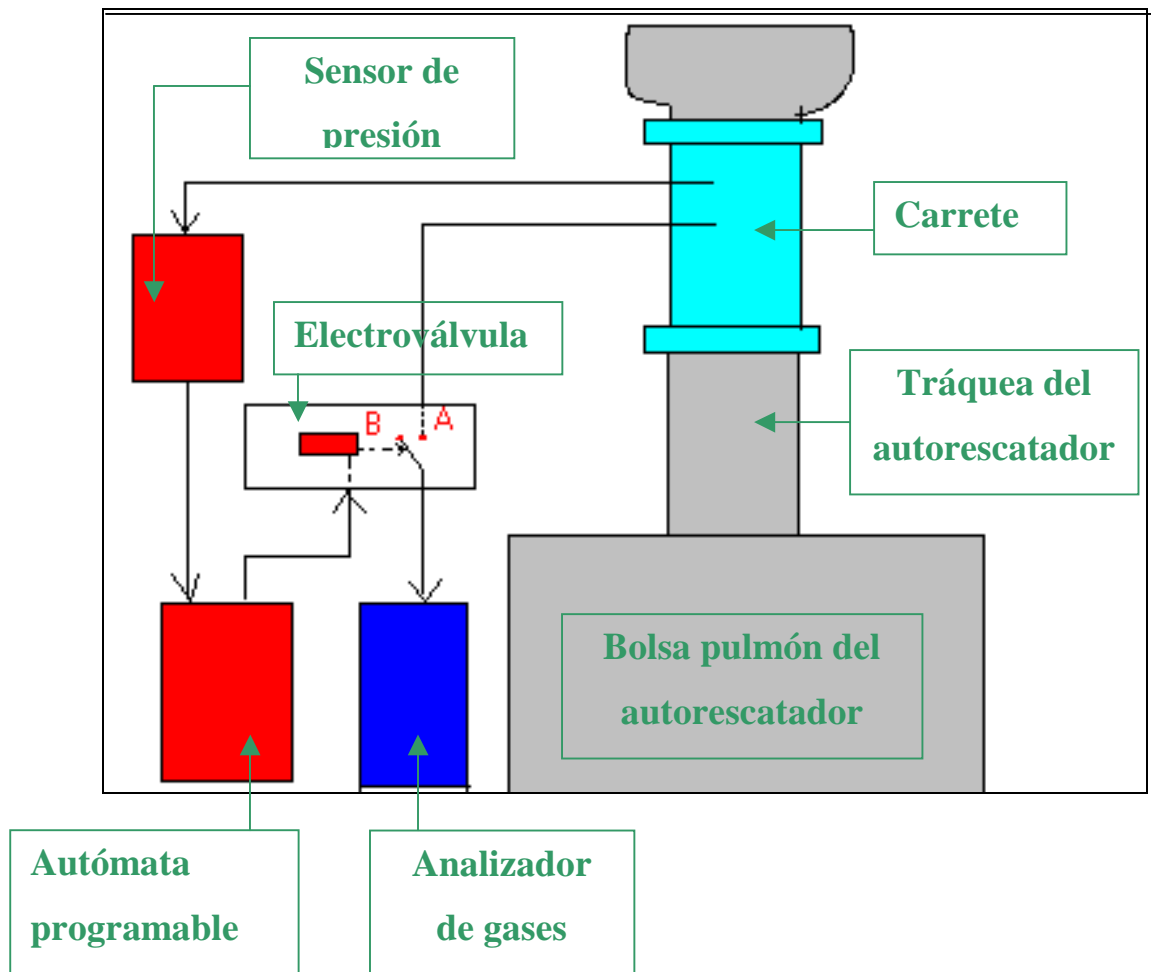 Sensor de
presión
Carrete
Electroválvula
B A
Tráquea del
autorescatador
Bolsa pulmón del
autorescatador
Autómata
programable
Analizador
de gases